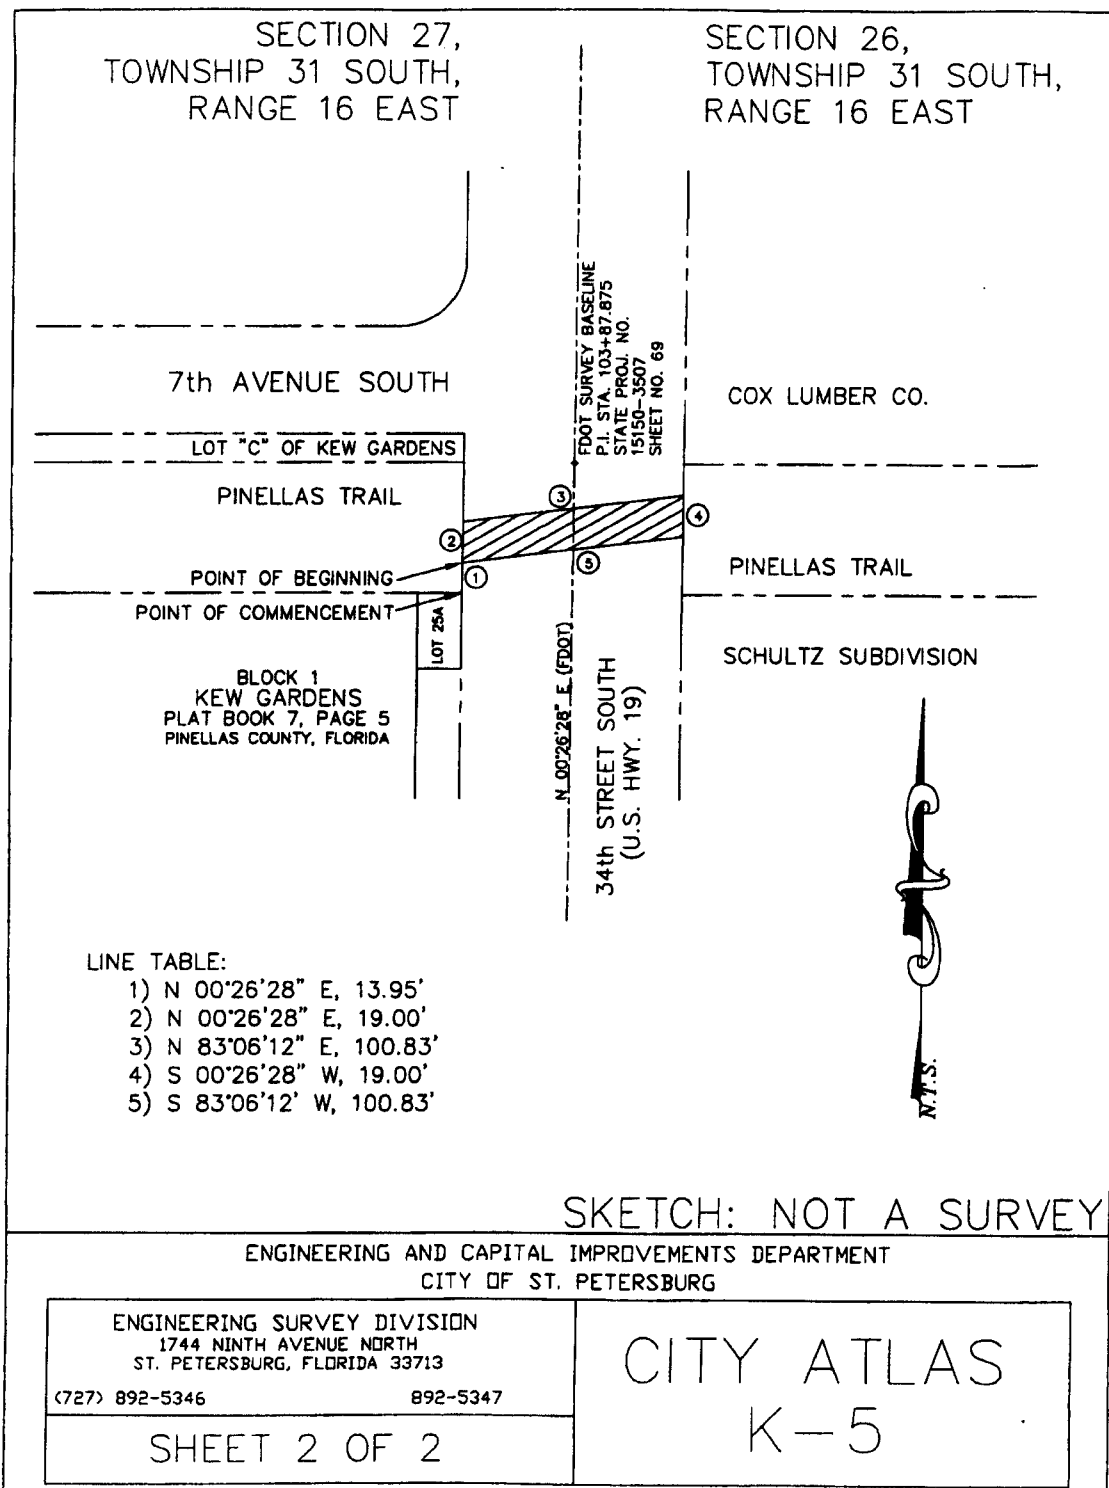 SECTION 27,
TOWNSHIP 31 SOUTH,
RANGE 16 EAST
SECTION 26,
TOWNSHIP 31 SOUTH,
RANGE 16 EAST
FDOT SURVEY BASELINE
P.I. STA. 103+87.875
STATE PROJ. NO.
15150-3507
SHEET NO. 69
7th AVENUE SOUTH
COX LUMBER CO.
LOT "C" OF KEW GARDENS
PINELLAS TRAIL
3
4
2
5
1
POINT OF BEGINNING
PINELLAS TRAIL
POINT OF COMMENCEMENT
LOT 25A
SCHULTZ SUBDIVISION
BLOCK 1
KEW GARDENS
PLAT BOOK 7, PAGE 5
PINELLAS COUNTY, FLORIDA
N 00°26'28" E (FDOT)
34th STREET SOUTH
(U.S. HWY. 19)
N.T.S.
LINE TABLE:
1) N 00°26'28" E, 13.95'
2) N 00°26'28" E, 19.00'
3) N 83°06'12" E, 100.83'
4) S 00°26'28" W, 19.00'
5) S 83°06'12' W, 100.83'
SKETCH: NOT A SURVEY
ENGINEERING AND CAPITAL IMPROVEMENTS DEPARTMENT
CITY OF ST. PETERSBURG
ENGINEERING SURVEY DIVISION
1744 NINTH AVENUE NORTH
ST. PETERSBURG, FLORIDA 33713
(727) 892-5346 892-5347
SHEET 2 OF 2
CITY ATLAS
K-5